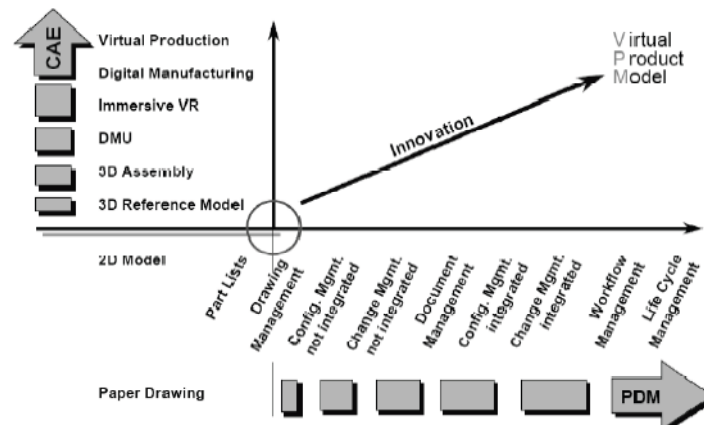 CAE
Virtual Production
Digital Manufacturing
Immersive VR
DMU
3D Assembly
3D Reference Model
2D Model
Innovation
Virtual
Product
Model
Part Lists
Drawing
Management
Config. Mgmt.
not integrated
Change Mgmt.
not integrated
Document
Management
Config. Mgmt.
integrated
Change Mgmt.
integrated
Workflow
Management
Life Cycle
Management
Paper Drawing
PDM